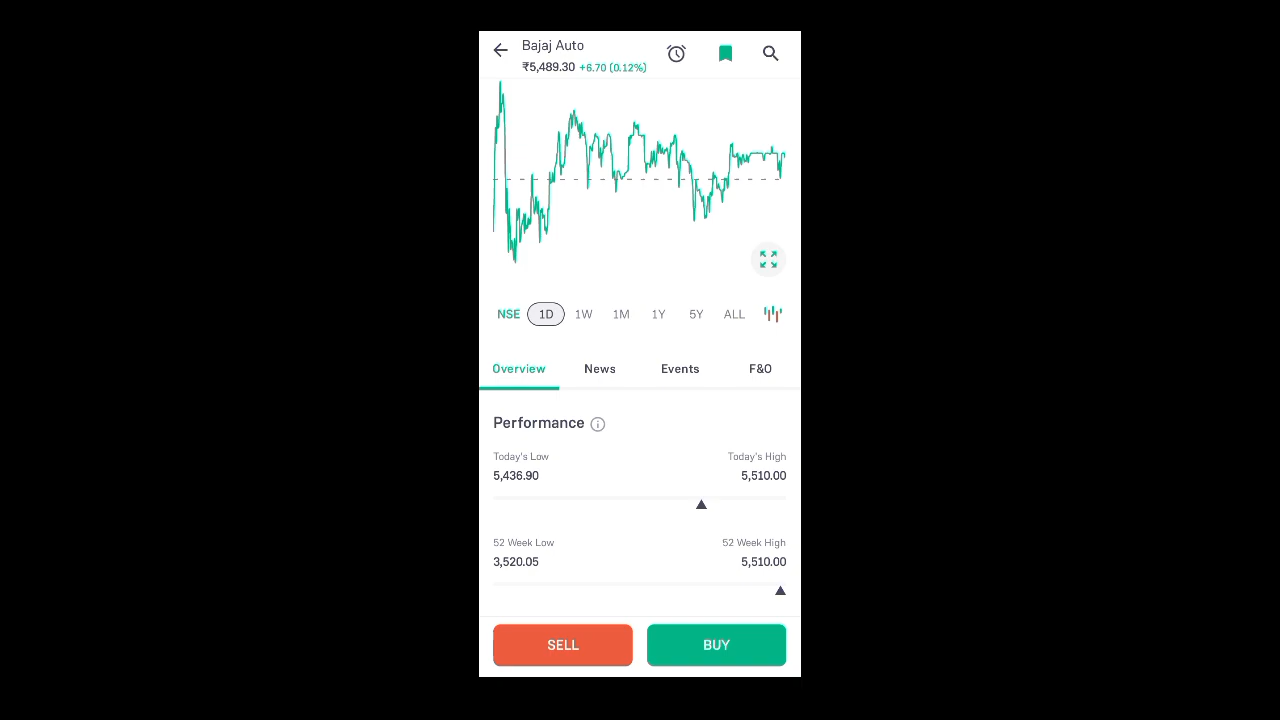 Bajaj Auto
₹5,489.30 +6.70 (0.12%)
NSE 1D 1W 1M 1Y 5Y ALL
Overview News Events F&O
Performance
Today's Low Today's High
5,436.90 5,510.00
52 Week Low 52 Week High
3,520.05 5,510.00
SELL BUY